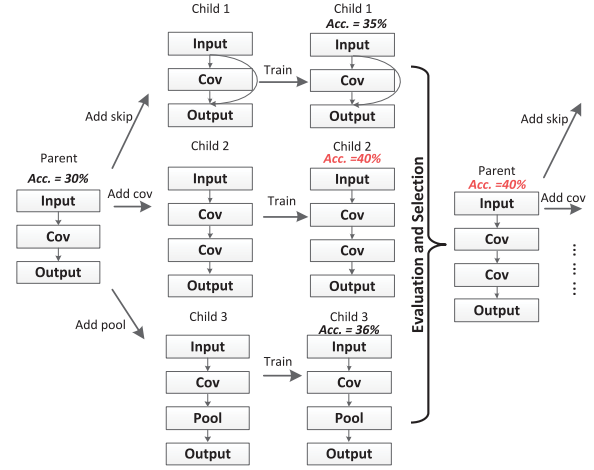 Parent
Acc. = 30%
Input
Cov
Output
Add skip
Add cov
Add pool
Child 1
Input
Cov
Output
Train
Child 1
Acc. = 35%
Input
Cov
Output
Child 2
Input
Cov
Cov
Output
Train
Child 2
Acc. =40%
Input
Cov
Cov
Output
Child 3
Input
Cov
Pool
Output
Train
Child 3
Acc. = 36%
Input
Cov
Pool
Output
Evaluation and Selection
Parent
Acc. =40%
Input
Cov
Cov
Output
Add skip
Add cov